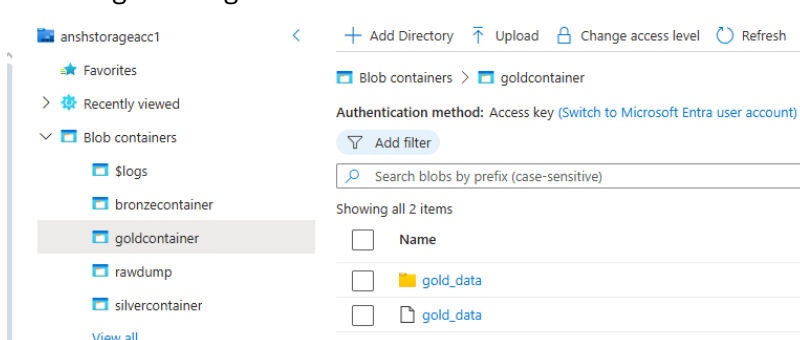 anshstorageacc1
Favorites
Recently viewed
Blob containers
$logs
bronzecontainer
goldcontainer
rawdump
silvercontainer
View all
Add Directory Upload Change access level Refresh
Blob containers > goldcontainer
Authentication method: Access key (Switch to Microsoft Entra user account)
Add filter
Search blobs by prefix (case-sensitive)
Showing all 2 items
Name
gold_data
gold_data